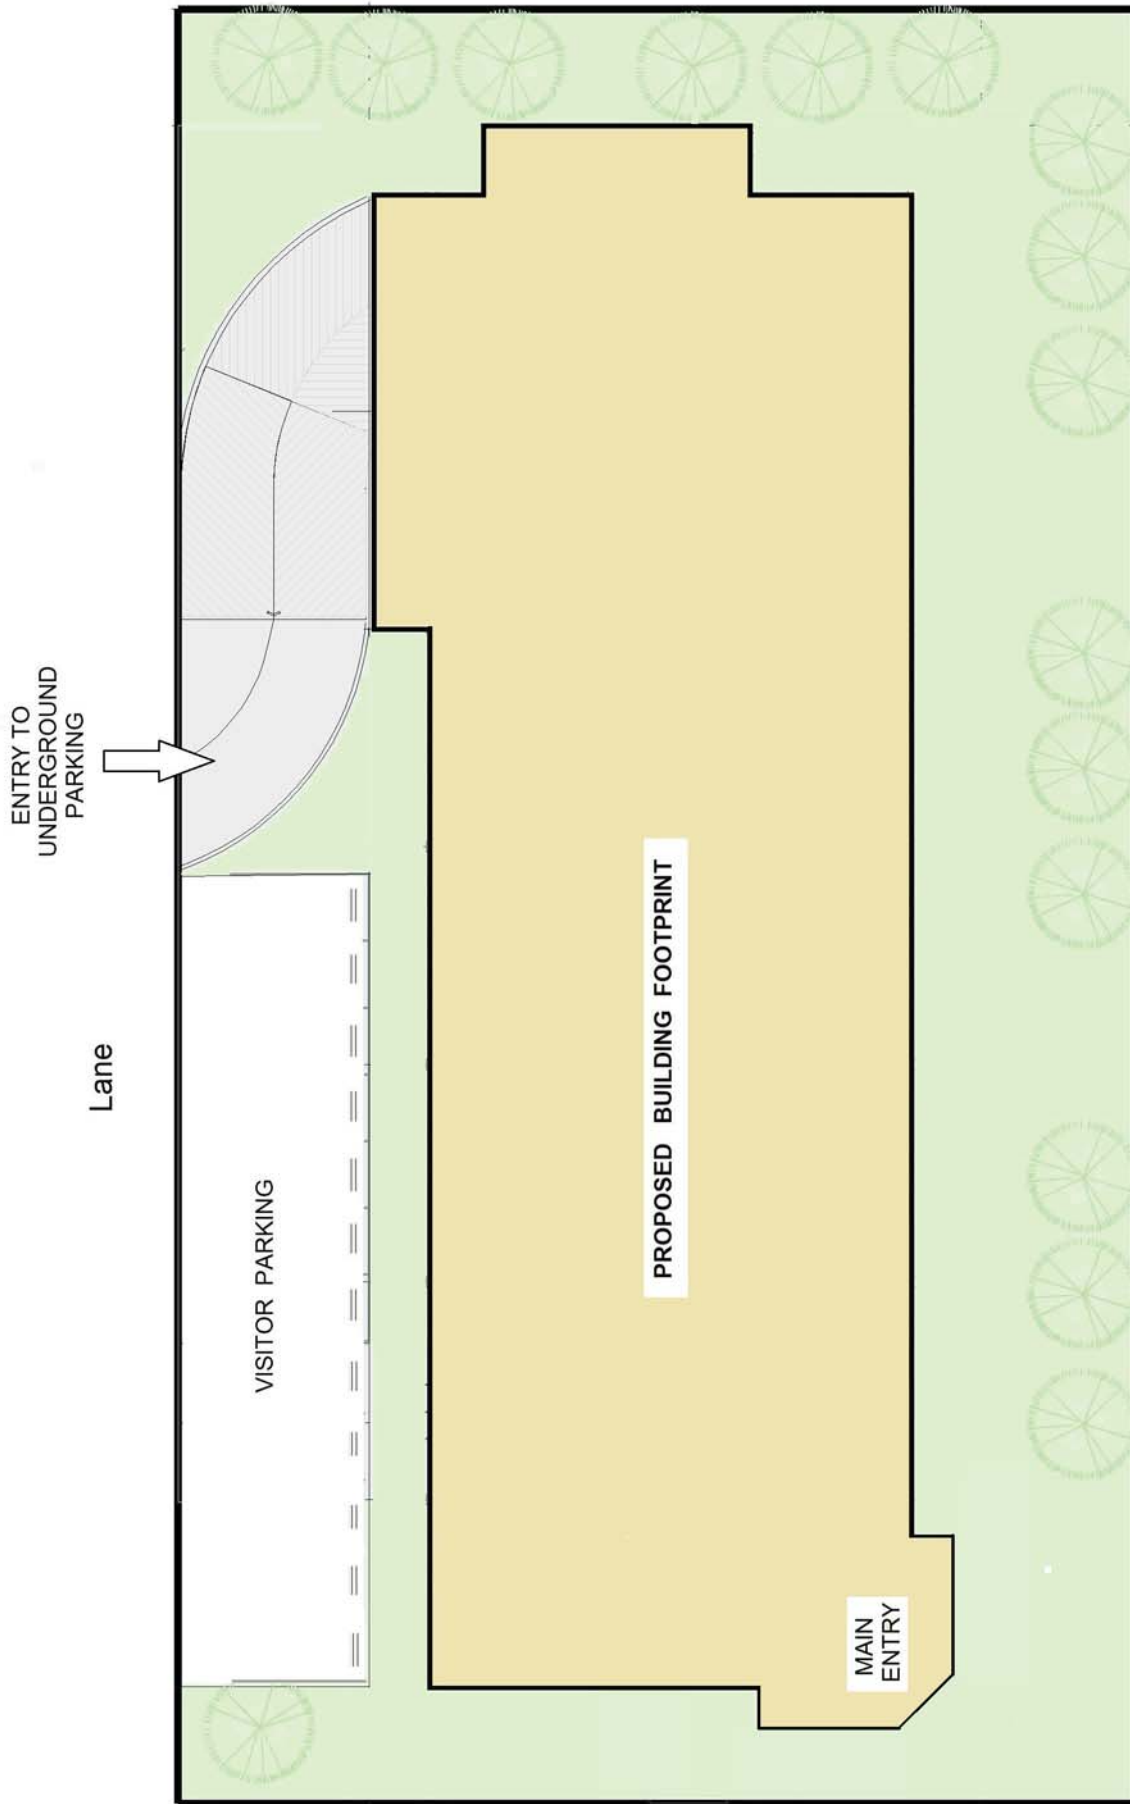 ENTRY TO
UNDERGROUND
PARKING
Lane
VISITOR PARKING
PROPOSED BUILDING FOOTPRINT
MAIN
ENTRY